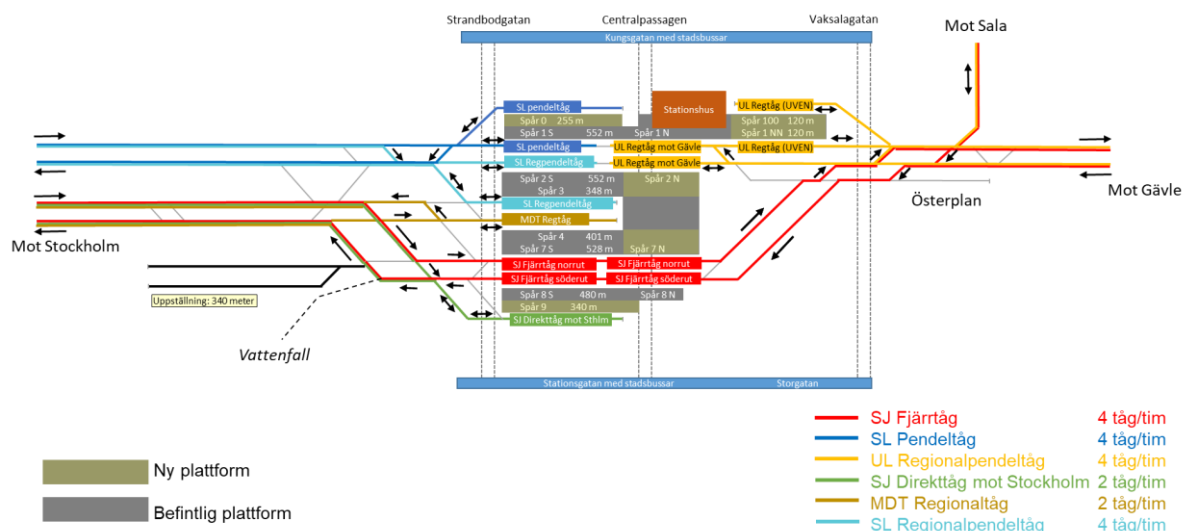 Strandbodgatan
Centralpassagen
Vaksalagatan
Mot Sala
Kungsgatan med stadsbussar
SL pendeltåg
UL Regtåg (UVEN)
Stationshus
Spår 0 255 m
Spår 100 120 m
Spår 1 S 552 m Spår 1 N
Spår 1 NN 120 m
SL pendeltåg
UL Regtåg mot Gävle
UL Regtåg (UVEN)
SL Regpendeltåg
UL Regtåg mot Gävle
Spår 2 S 552 m Spår 2 N
Spår 3 348 m
Mot Gävle
Österplan
SL Regpendeltåg
MDT Regtåg
Mot Stockholm
Spår 4 401 m
Spår 7 S 528 m Spår 7 N
SJ Fjärrtåg norrut
SJ Fjärrtåg norrut
SJ Fjärrtåg söderut
SJ Fjärrtåg söderut
Uppställning: 340 meter
Spår 8 S 480 m Spår 8 N
Spår 9 340 m
SJ Direkttåg mot Sthlm
Vattenfall
Stationsgatan med stadsbussar
Storgatan
SJ Fjärrtåg 4 tåg/tim
SL Pendeltåg 4 tåg/tim
UL Regionalpendeltåg 4 tåg/tim
SJ Direkttåg mot Stockholm 2 tåg/tim
MDT Regionaltåg 2 tåg/tim
SL Regionalpendeltåg 4 tåg/tim
Ny plattform
Befintlig plattform